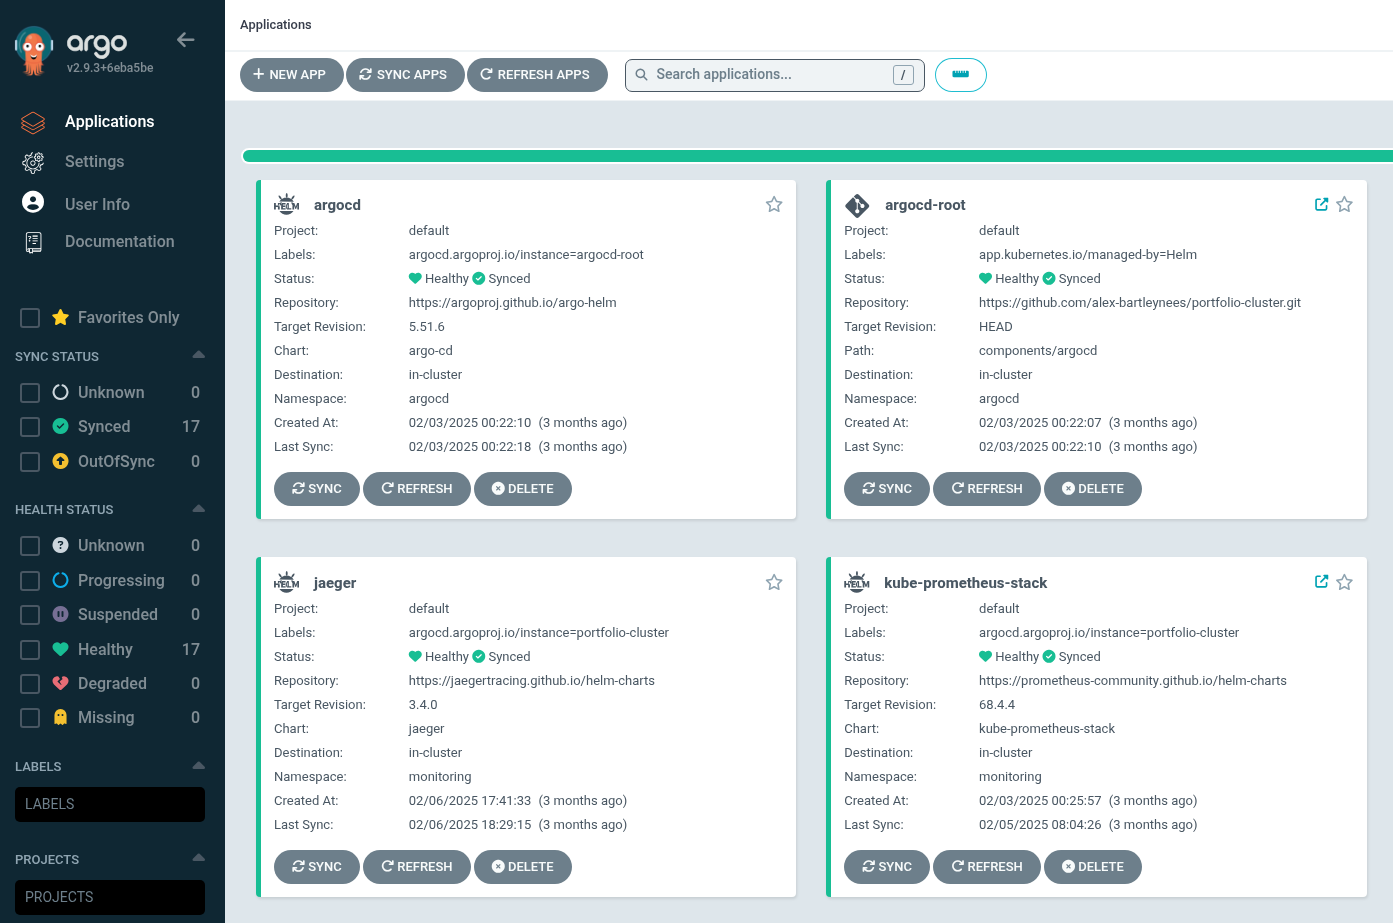 argo
v2.9.3+6eba5be
Applications
Settings
User Info
Documentation
Favorites Only
SYNC STATUS
Unknown 0
Synced 17
OutOfSync 0
HEALTH STATUS
Unknown 0
Progressing 0
Suspended 0
Healthy 17
Degraded 0
Missing 0
LABELS
LABELS
PROJECTS
PROJECTS
Applications
NEW APP SYNC APPS REFRESH APPS Search applications... /
HELM argocd
Project: default
Labels: argocd.argoproj.io/instance=argocd-root
Status: Healthy Synced
Repository: https://argoproj.github.io/argo-helm
Target Revision: 5.51.6
Chart: argo-cd
Destination: in-cluster
Namespace: argocd
Created At: 02/03/2025 00:22:10 (3 months ago)
Last Sync: 02/03/2025 00:22:18 (3 months ago)
SYNC REFRESH DELETE
argocd-root
Project: default
Labels: app.kubernetes.io/managed-by=Helm
Status: Healthy Synced
Repository: https://github.com/alex-bartleynees/portfolio-cluster.git
Target Revision: HEAD
Path: components/argocd
Destination: in-cluster
Namespace: argocd
Created At: 02/03/2025 00:22:07 (3 months ago)
Last Sync: 02/03/2025 00:22:10 (3 months ago)
SYNC REFRESH DELETE
HELM jaeger
Project: default
Labels: argocd.argoproj.io/instance=portfolio-cluster
Status: Healthy Synced
Repository: https://jaegertracing.github.io/helm-charts
Target Revision: 3.4.0
Chart: jaeger
Destination: in-cluster
Namespace: monitoring
Created At: 02/06/2025 17:41:33 (3 months ago)
Last Sync: 02/06/2025 18:29:15 (3 months ago)
SYNC REFRESH DELETE
HELM kube-prometheus-stack
Project: default
Labels: argocd.argoproj.io/instance=portfolio-cluster
Status: Healthy Synced
Repository: https://prometheus-community.github.io/helm-charts
Target Revision: 68.4.4
Chart: kube-prometheus-stack
Destination: in-cluster
Namespace: monitoring
Created At: 02/03/2025 00:25:57 (3 months ago)
Last Sync: 02/05/2025 08:04:26 (3 months ago)
SYNC REFRESH DELETE